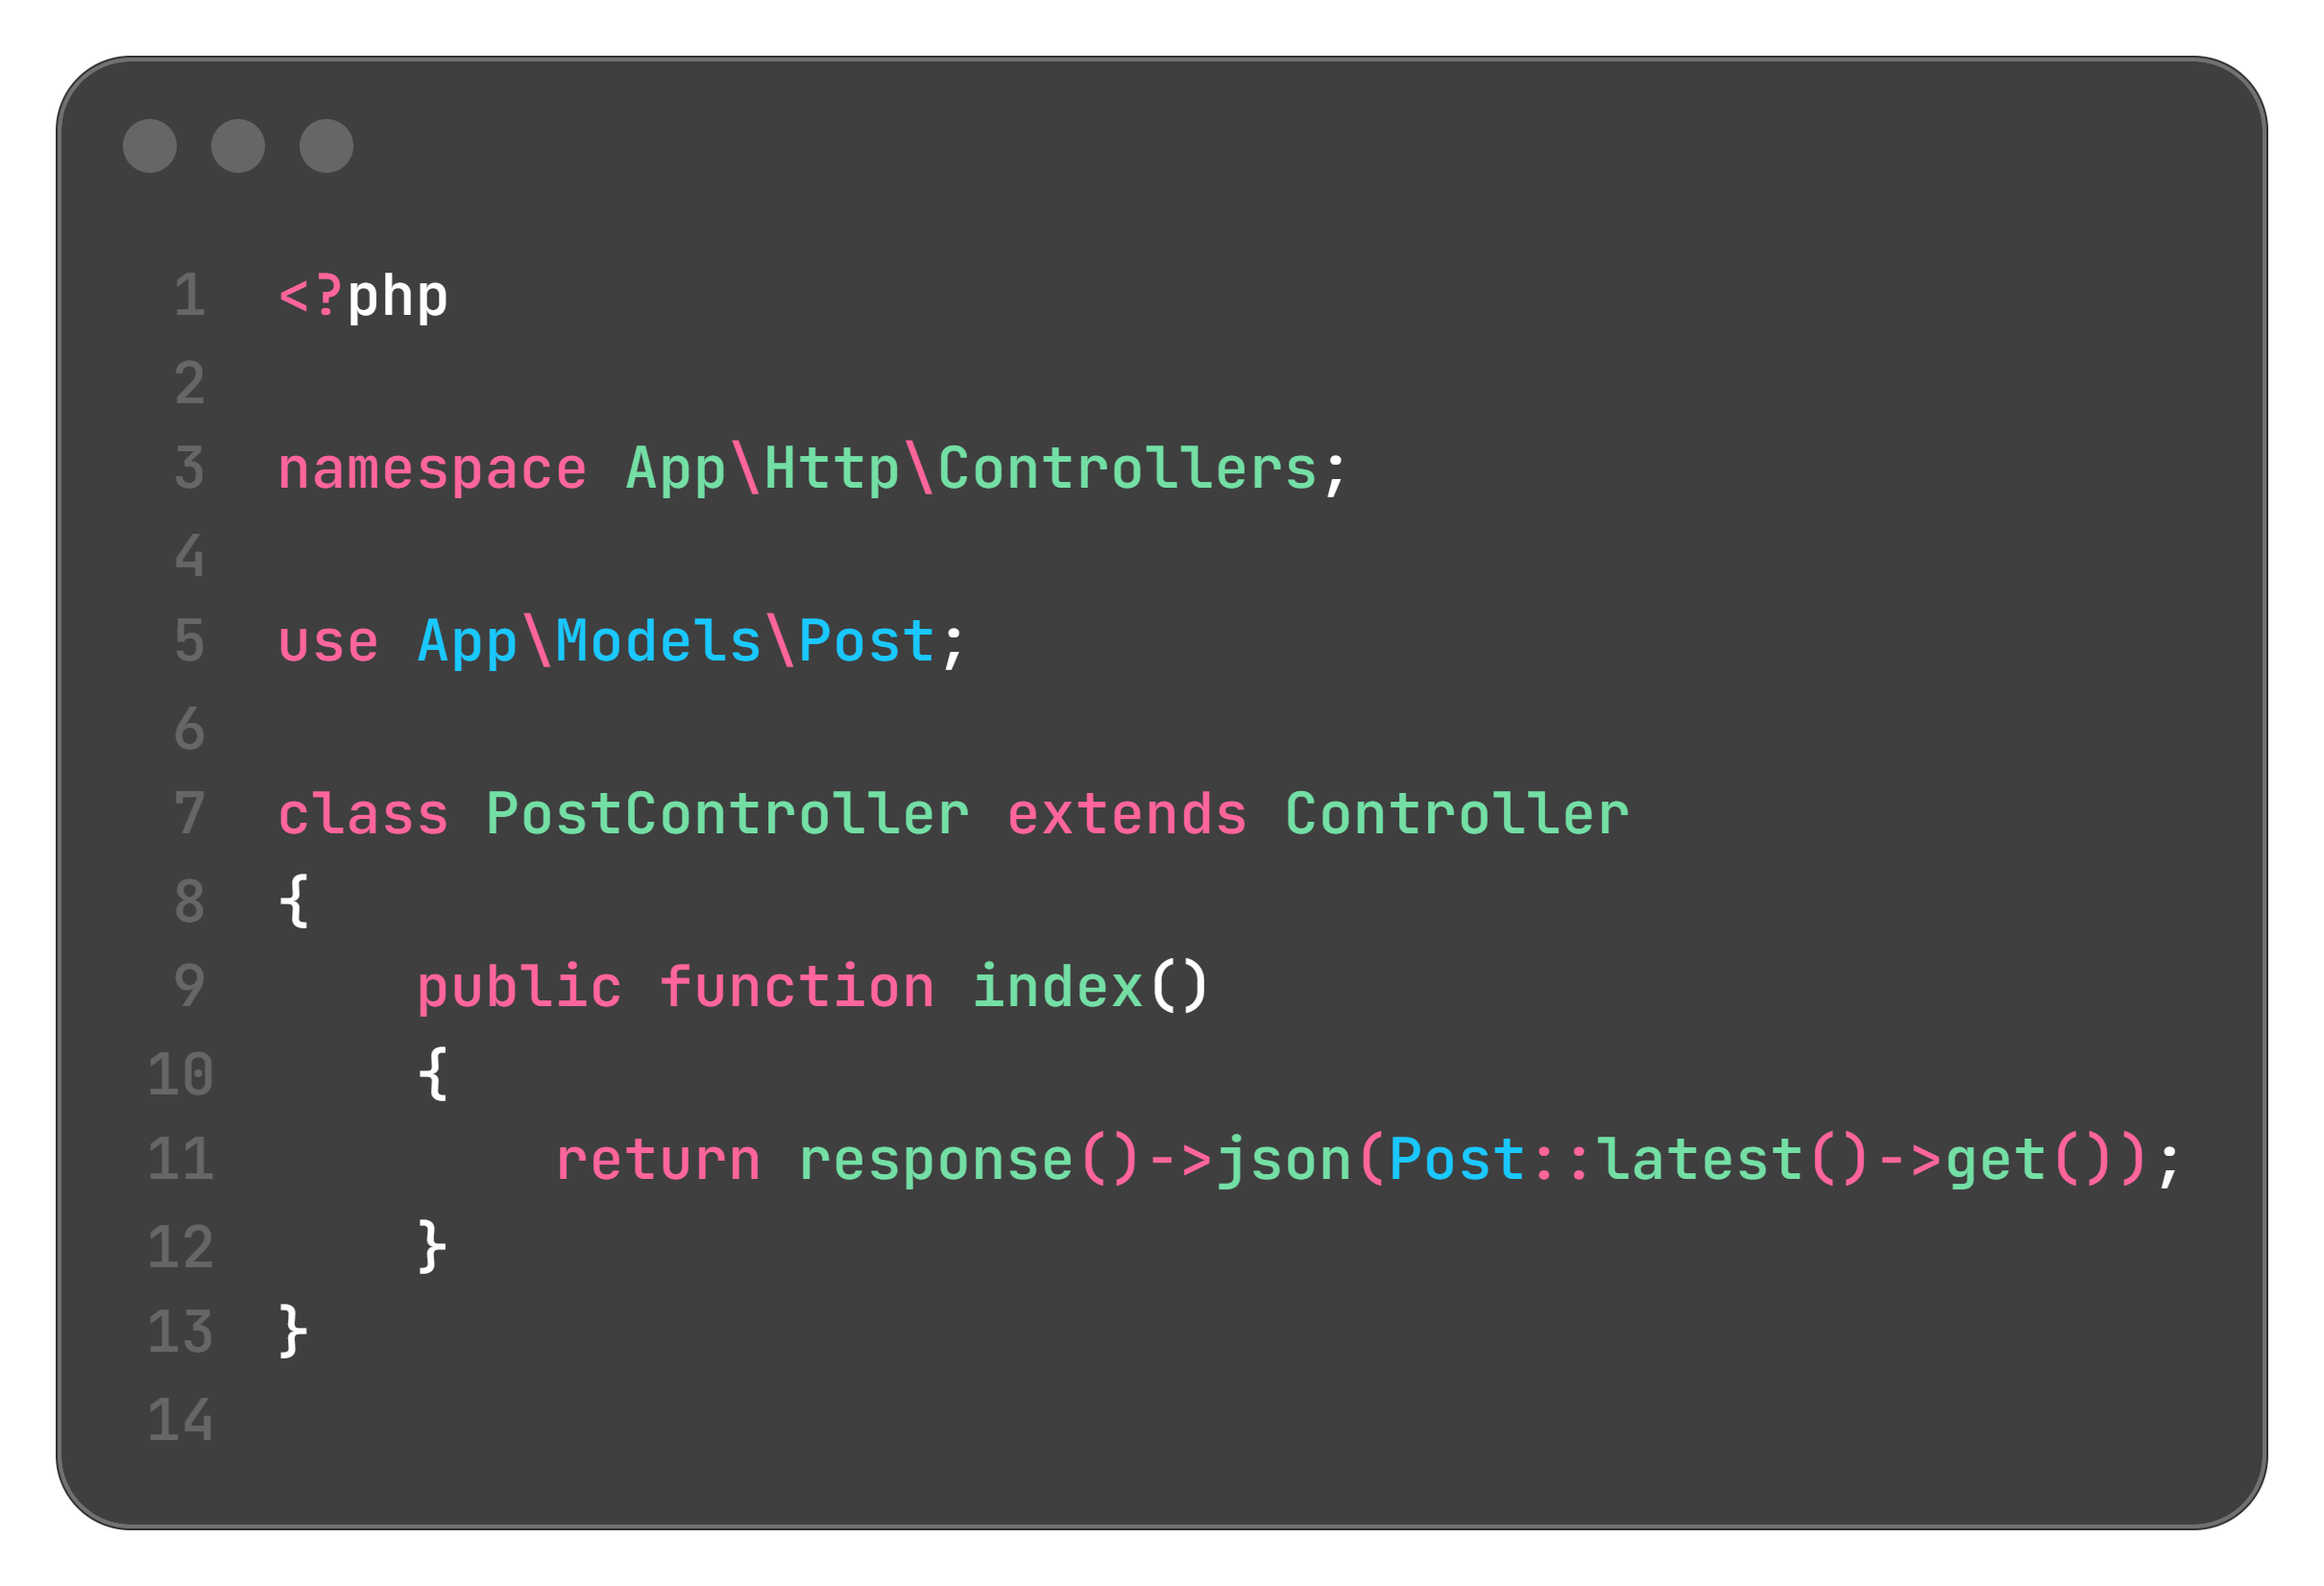 1 <?php
2
3 namespace App\Http\Controllers;
4
5 use App\Models\Post;
6
7 class PostController extends Controller
8 {
9     public function index()
10     {
11         return response()->json(Post::latest()->get());
12     }
13 }
14